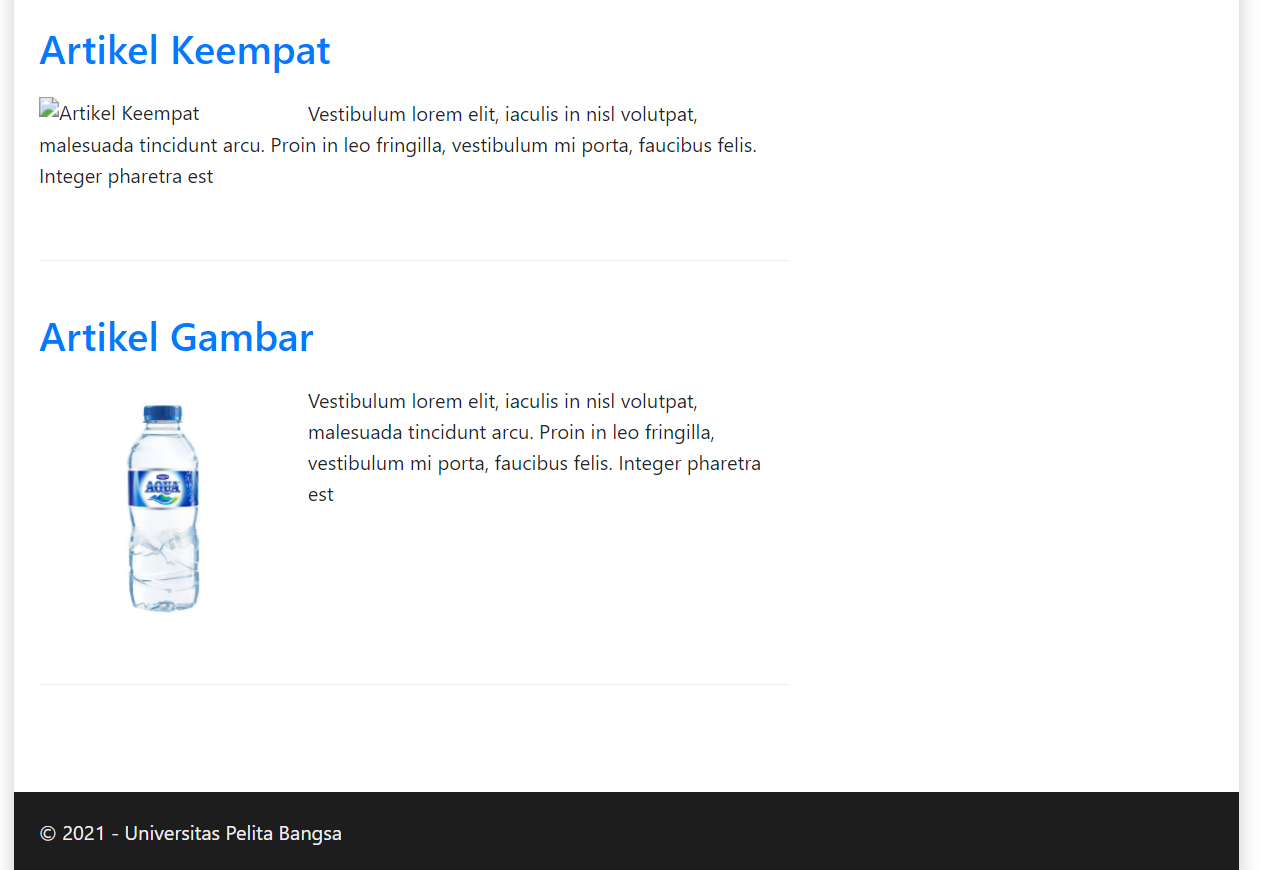 Artikel Keempat
Artikel Keempat Vestibulum lorem elit, iaculis in nisl volutpat,
malesuada tincidunt arcu. Proin in leo fringilla, vestibulum mi porta, faucibus felis.
Integer pharetra est
Artikel Gambar
Vestibulum lorem elit, iaculis in nisl volutpat,
malesuada tincidunt arcu. Proin in leo fringilla,
vestibulum mi porta, faucibus felis. Integer pharetra
est
AQUA
© 2021 - Universitas Pelita Bangsa